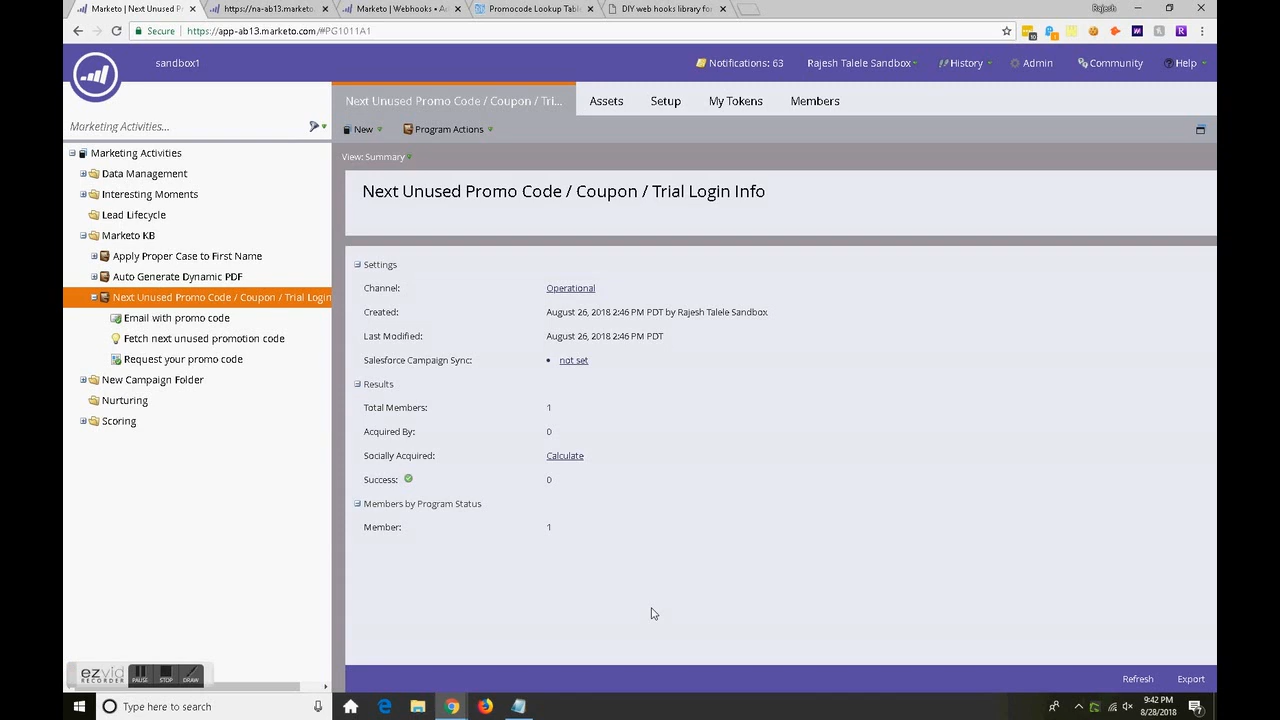 Marketo | Next Unused P
https://na-ab13.marketo.
Marketo | Webhooks • A
Promocode Lookup Tabl
DIY web hooks library fo
Rajesh
Secure
https://app-ab13.marketo.com/#PG1011A1
sandbox1
Notifications: 63
Rajesh Talele Sandbox
History
Admin
Community
Help
Marketing Activities...
Next Unused Promo Code / Coupon / Tri...
Assets
Setup
My Tokens
Members
New
Program Actions
View: Summary
Marketing Activities
Data Management
Interesting Moments
Lead Lifecycle
Marketo KB
Apply Proper Case to First Name
Auto Generate Dynamic PDF
Next Unused Promo Code / Coupon / Trial Login
Email with promo code
Fetch next unused promotion code
Request your promo code
New Campaign Folder
Nurturing
Scoring
Next Unused Promo Code / Coupon / Trial Login Info
Settings
Channel: Operational
Created: August 26, 2018 2:46 PM PDT by Rajesh Talele Sandbox
Last Modified: August 26, 2018 2:46 PM PDT
Salesforce Campaign Sync: • not set
Results
Total Members: 1
Acquired By: 0
Socially Acquired: Calculate
Success: 0
Members by Program Status
Member: 1
Refresh
Export
ezvid
RECORDER
PAUSE
STOP
DRAW
Type here to search
9:42 PM
8/28/2018